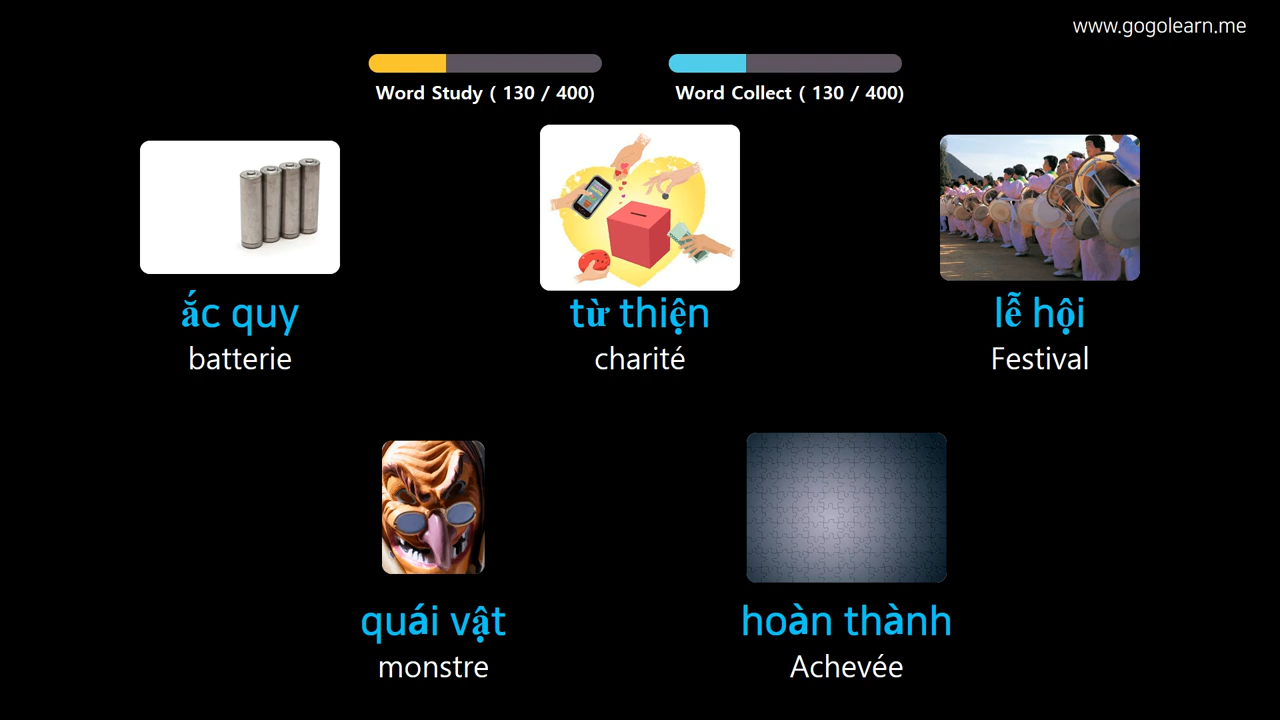 www.gogolearn.me
Word Study ( 130 / 400)
Word Collect ( 130 / 400)
ắc quy
batterie
từ thiện
charité
lễ hội
Festival
quái vật
monstre
hoàn thành
Achevée